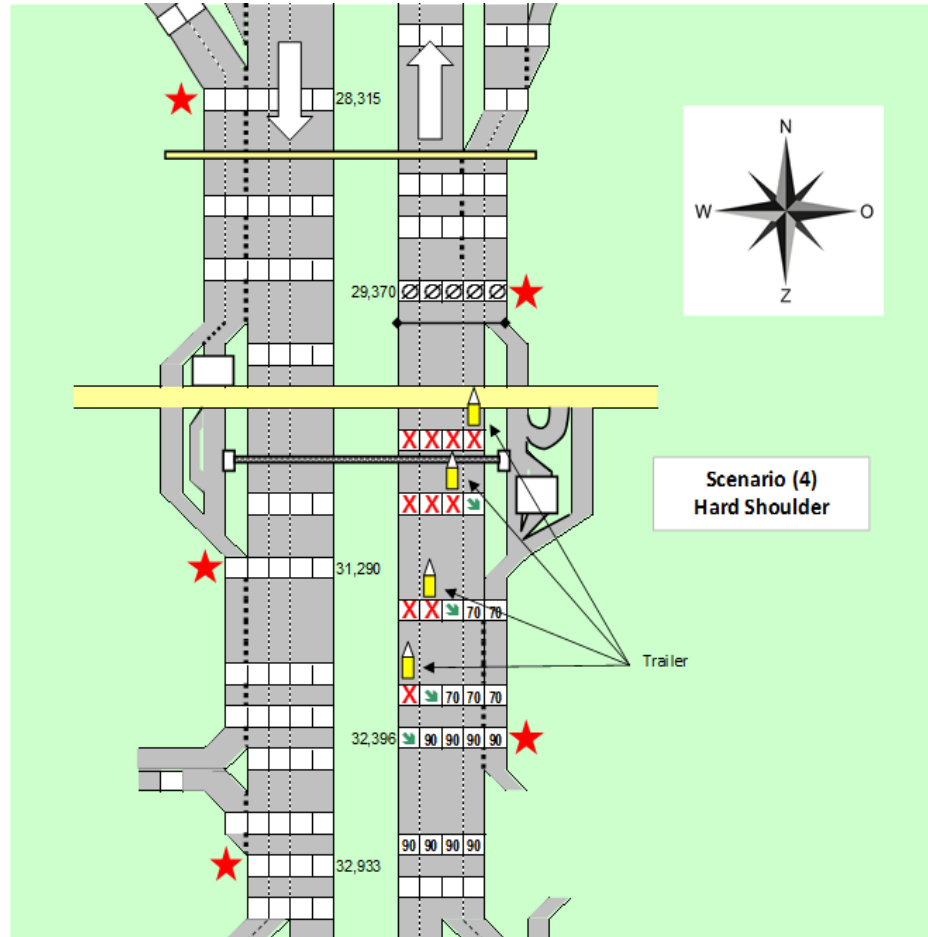 28,315
N
W
O
Z
29,370
X X X X
Scenario (4)
Hard Shoulder
X X X
31,290
X X 70 70
Trailer
X 70 70 70
32,396
90 90 90 90
90 90 90 90
32,933